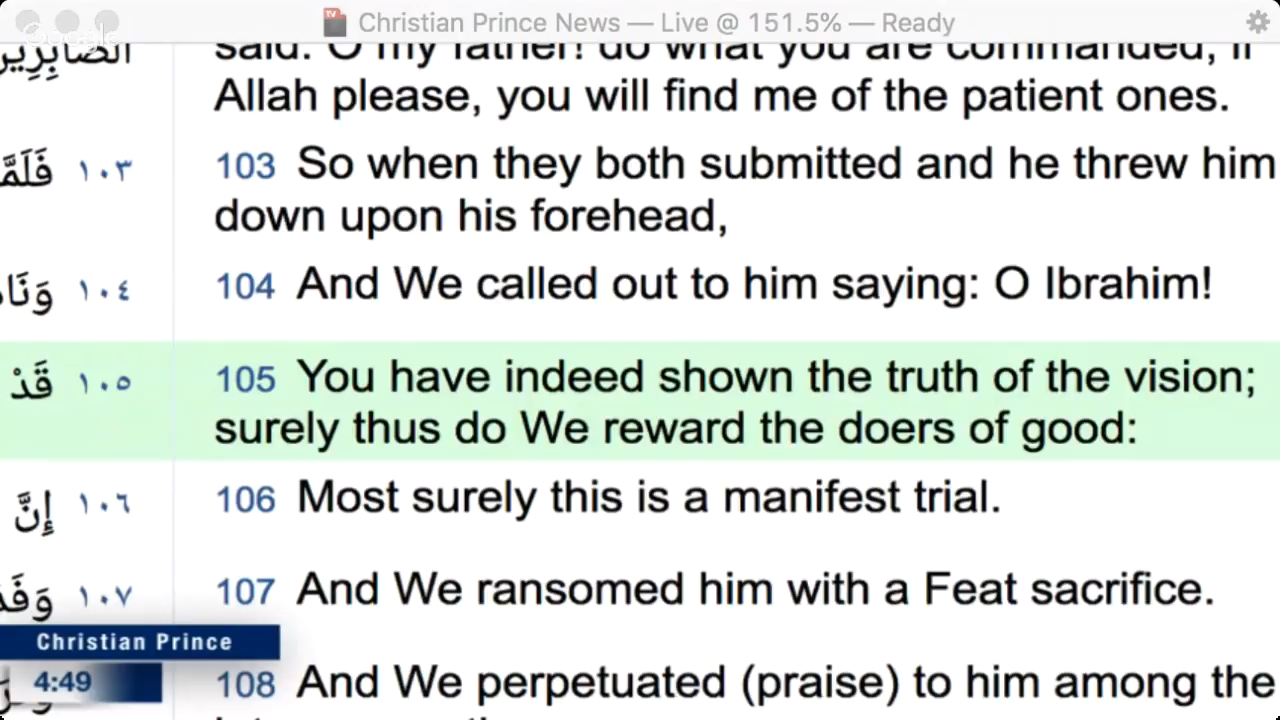 Christian Prince News — Live @ 151.5% — Ready
Google
الصَّابِرِينَ said: O my father! do what you are commanded, if
Allah please, you will find me of the patient ones.
١٠٣ فَلَمَّ 103 So when they both submitted and he threw him
down upon his forehead,
١٠٤ وَنَا 104 And We called out to him saying: O Ibrahim!
١٠٥ قَدْ 105 You have indeed shown the truth of the vision;
surely thus do We reward the doers of good:
١٠٦ إِنَّ 106 Most surely this is a manifest trial.
١٠٧ وَفَ 107 And We ransomed him with a Feat sacrifice.
Christian Prince
4:49
108 And We perpetuated (praise) to him among the